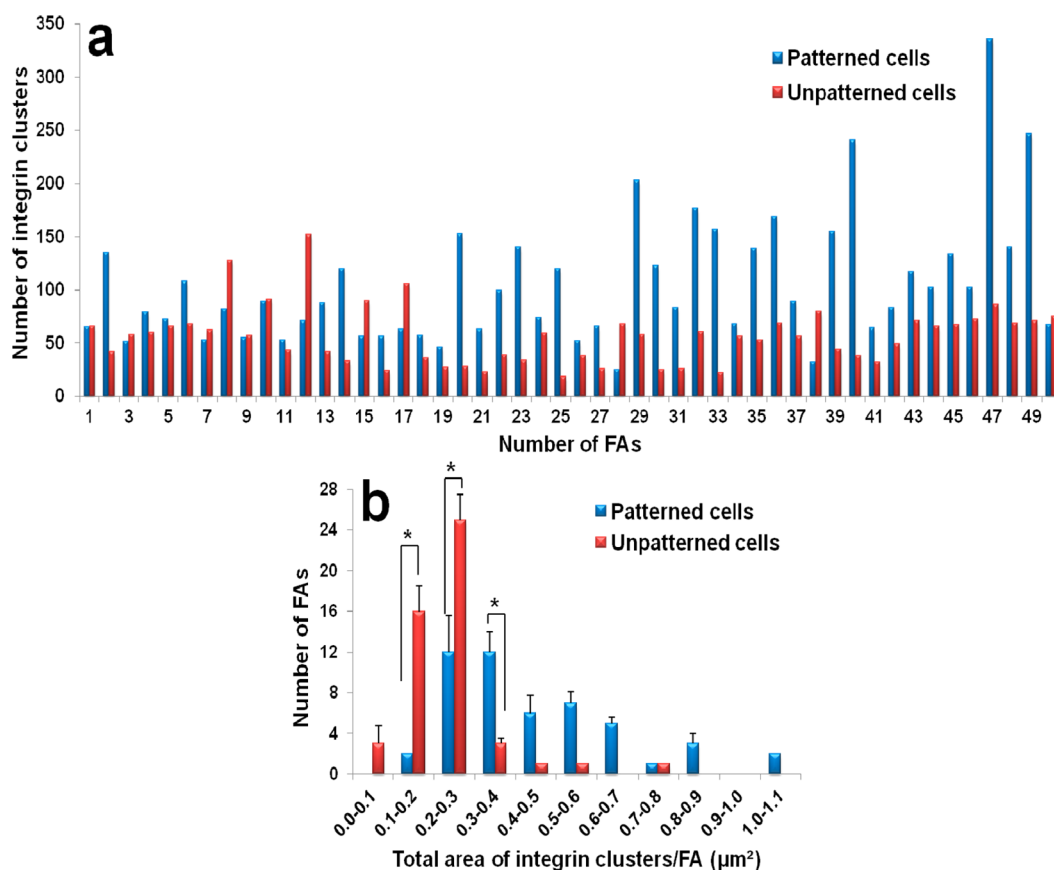 a
350
300
250
200
150
100
50
0
Number of integrin clusters
Patterned cells
Unpatterned cells
1 3 5 7 9 11 13 15 17 19 21 23 25 27 29 31 33 35 37 39 41 43 45 47 49
Number of FAs
b
28
24
20
16
12
8
4
0
Number of FAs
*
*
*
Patterned cells
Unpatterned cells
0.0-0.1 0.1-0.2 0.2-0.3 0.3-0.4 0.4-0.5 0.5-0.6 0.6-0.7 0.7-0.8 0.8-0.9 0.9-1.0 1.0-1.1
Total area of integrin clusters/FA (µm²)